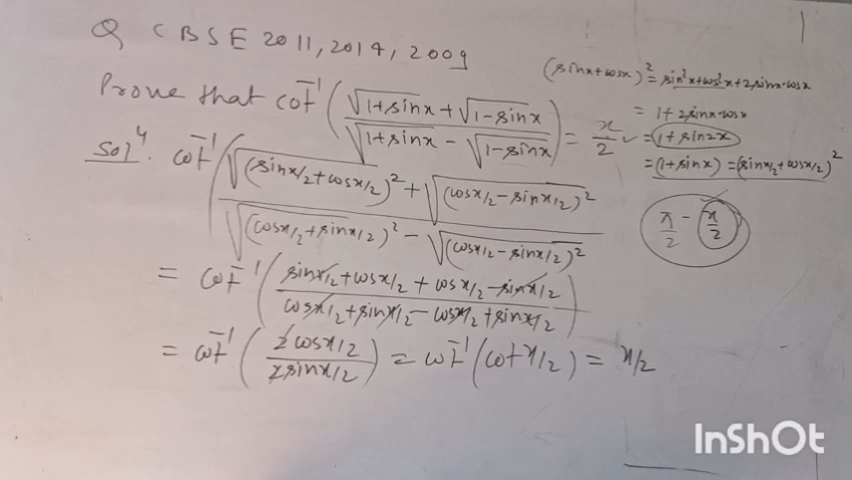 Q CBSE 2011, 2014, 2009
Prove that cot⁻¹ ( (√(1+sinx) + √(1-sinx)) / (√(1+sinx) - √(1-sinx)) ) = x/2 ✓
(sinx+cosx)² = sin²x+cos²x+2sinx·cosx
= 1+2sinx·cosx
= (1+sin2x)
= (1+sinx) = (sinx/2+cosx/2)²
π/2 - x/2
Solⁿ. cot⁻¹ ( (√(sinx/2+cosx/2)² + √(cosx/2-sinx/2)²) / (√(cosx/2+sinx/2)² - √(cosx/2-sinx/2)²)
= cot⁻¹ ( (sinx/2+cosx/2+cosx/2-sinx/2) / (cosx/2+sinx/2-cosx/2+sinx/2) )
= cot⁻¹ ( 2cosx/2 / 2sinx/2 ) = cot⁻¹ (cotx/2) = x/2
InShOt